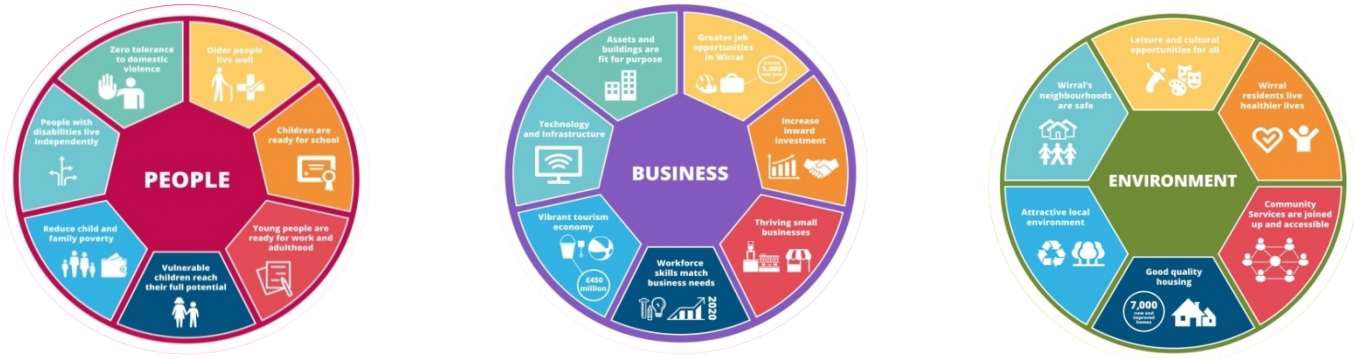 PEOPLE
Older people
live well
Children are
ready for school
Young people are
ready for work and
adulthood
Vulnerable
children reach
their full potential
Reduce child and
family poverty
People with
disabilities live
independently
Zero tolerance
to domestic
violence
BUSINESS
Greater job
opportunities
in Wirral
Create
5,000
new jobs
Increase
inward
investment
Thriving small
businesses
Workforce
skills match
business needs
2020
Vibrant tourism
economy
£450
million
Technology
and Infrastructure
Assets and
buildings are
fit for purpose
ENVIRONMENT
Leisure and cultural
opportunities for all
Wirral
residents live
healthier lives
Community
Services are joined
up and accessible
Good quality
housing
7,000
new and
improved
homes
Attractive local
environment
Wirral's
neighbourhoods
are safe